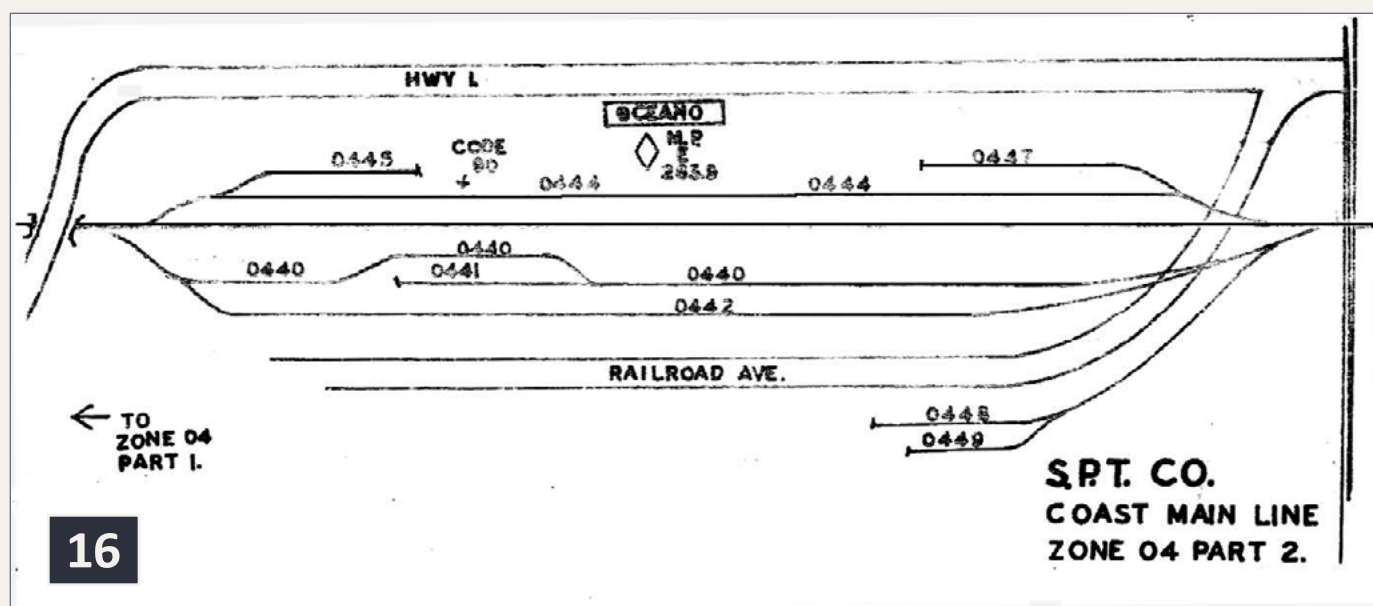 HWY 1.
OCEANO
M.P.
E
283.8
CODE
90
0445
0447
0444
0444
0440
0440
0441
0440
0442
RAILROAD AVE.
TO
ZONE 04
PART 1.
0448
0449
S.P.T. CO.
COAST MAIN LINE
ZONE 04 PART 2.
16